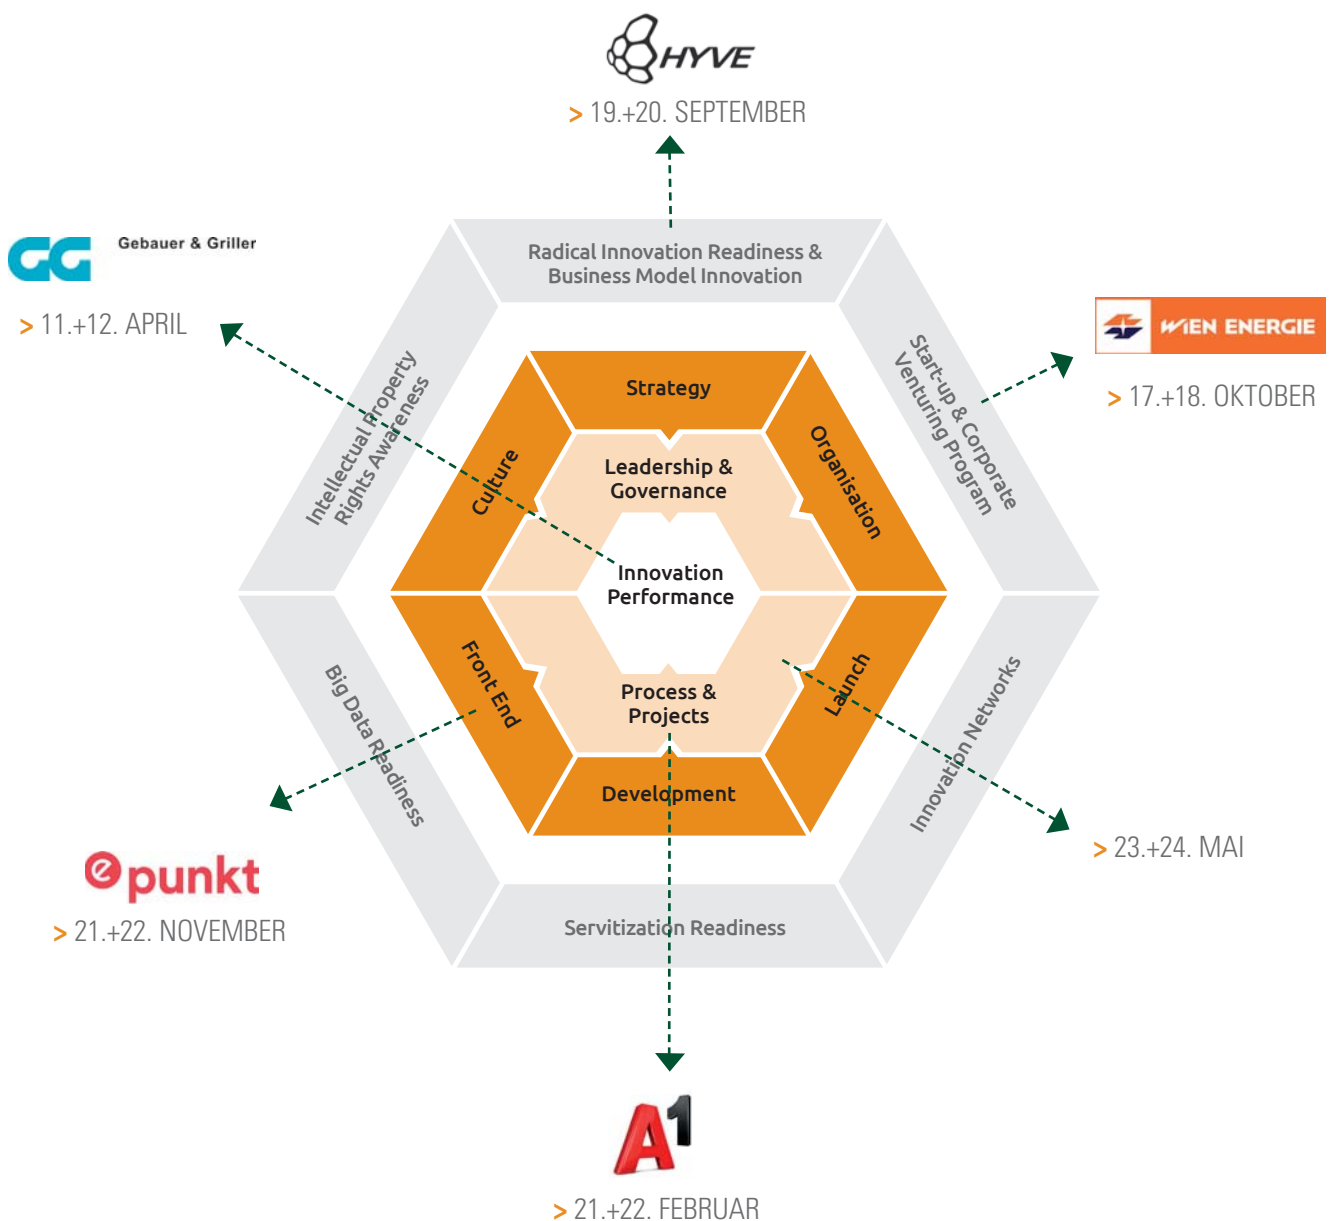 HYVE
> 19.+20. SEPTEMBER
GG
Gebauer & Griller
> 11.+12. APRIL
WIEN ENERGIE
> 17.+18. OKTOBER
Radical Innovation Readiness &
Business Model Innovation
Intellectual Property
Rights Awareness
Start-up & Corporate
Venturing Program
Strategy
Culture
Organisation
Leadership &
Governance
Innovation
Performance
Process &
Projects
Front End
Launch
Development
Big Data Readiness
Innovation Networks
Servitization Readiness
> 23.+24. MAI
e punkt
> 21.+22. NOVEMBER
A1
> 21.+22. FEBRUAR